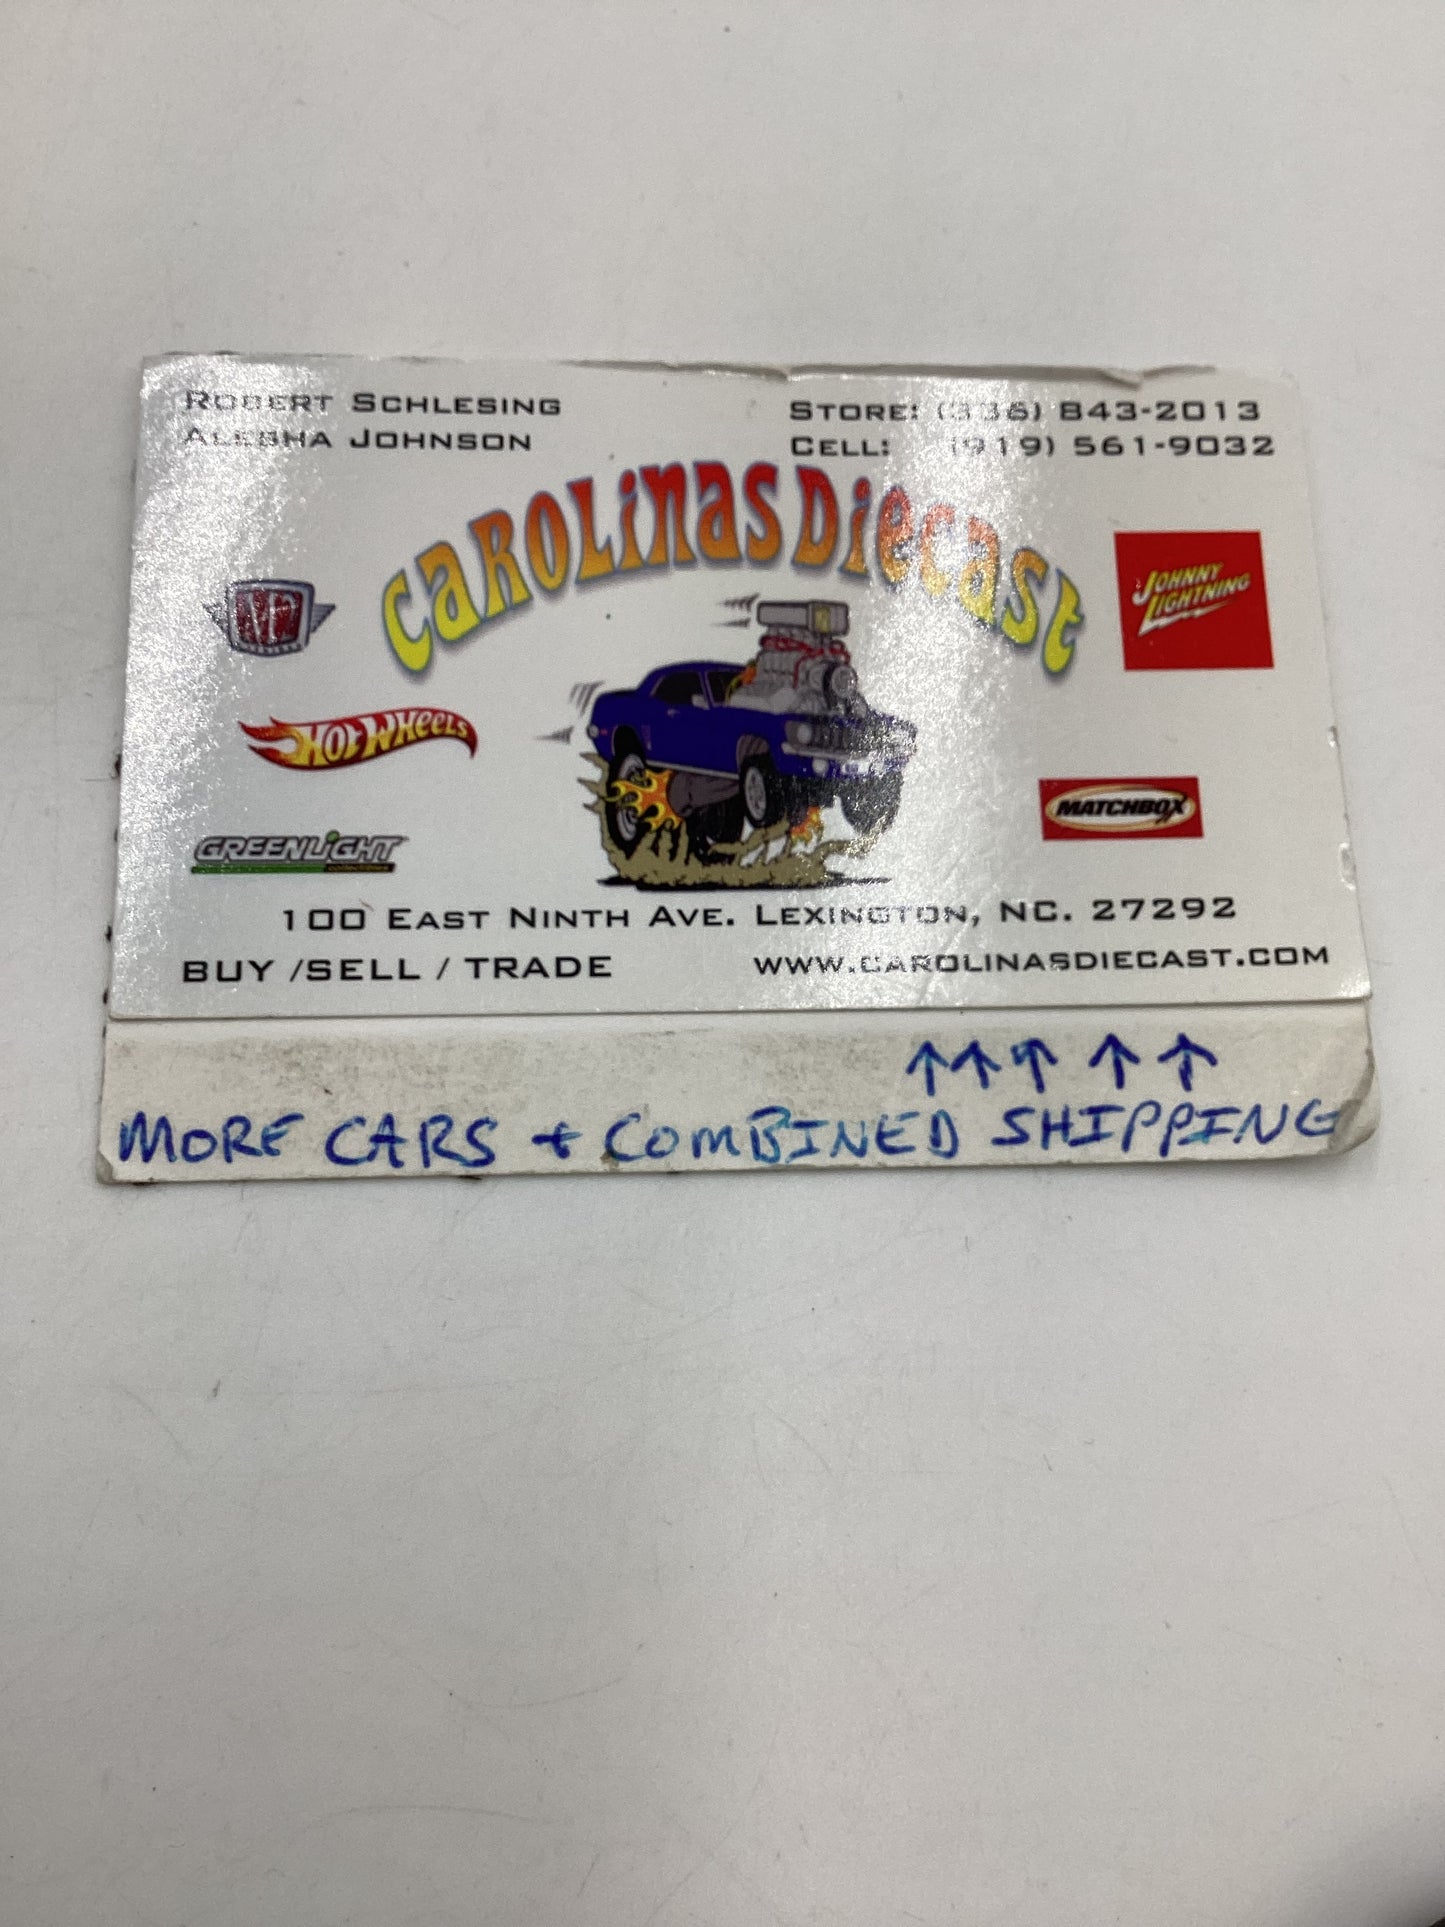 Robert Schlesing
Alesha Johnson
Store: (336) 843-2013
Cell: (919) 561-9032
Carolinas Diecast
M2
Johnny
Lightning
Hot Wheels
Matchbox
GreenLight
100 East Ninth Ave. Lexington, NC. 27292
BUY /SELL / TRADE
www.carolinasdiecast.com
↑↑↑ ↑ ↑
MORE CARS + COMBINED SHIPPING